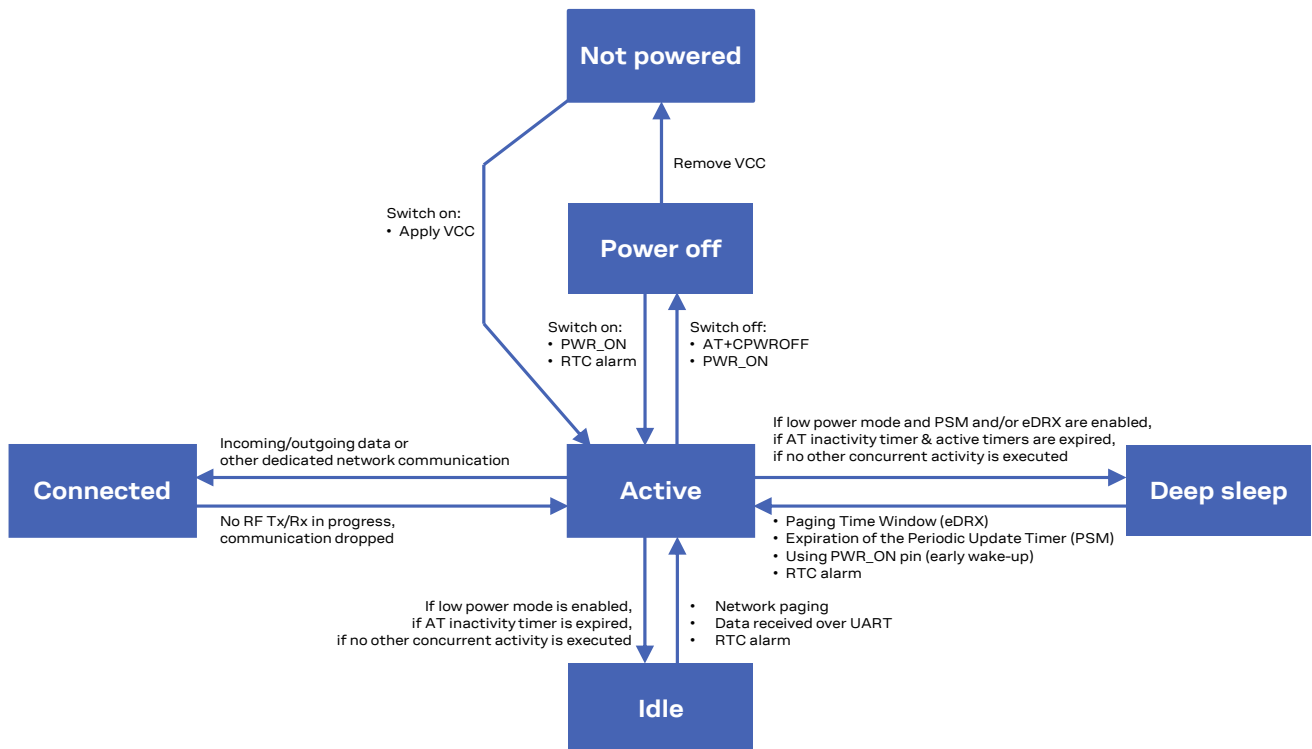 Not powered
Remove VCC
Switch on:
• Apply VCC
Power off
Switch on:
• PWR_ON
• RTC alarm
Switch off:
• AT+CPWROFF
• PWR_ON
Incoming/outgoing data or
other dedicated network communication
If low power mode and PSM and/or eDRX are enabled,
if AT inactivity timer & active timers are expired,
if no other concurrent activity is executed
Connected
Active
Deep sleep
No RF Tx/Rx in progress,
communication dropped
• Paging Time Window (eDRX)
• Expiration of the Periodic Update Timer (PSM)
• Using PWR_ON pin (early wake-up)
• RTC alarm
If low power mode is enabled,
if AT inactivity timer is expired,
if no other concurrent activity is executed
• Network paging
• Data received over UART
• RTC alarm
Idle